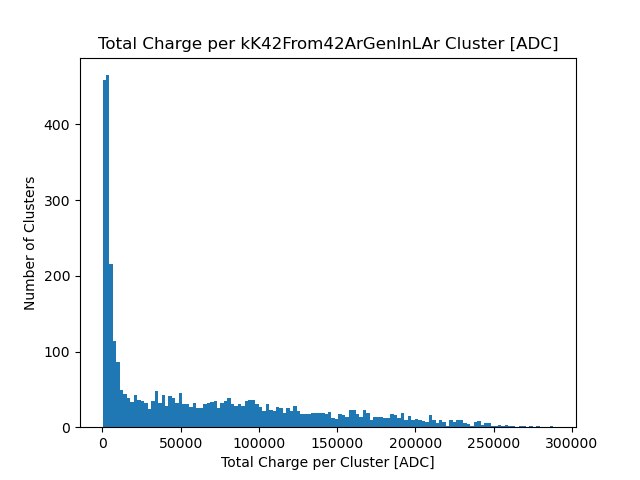 Total Charge per kK42From42ArGenInLAr Cluster [ADC]
400
300
200
100
0
Number of Clusters
0 50000 100000 150000 200000 250000 300000
Total Charge per Cluster [ADC]